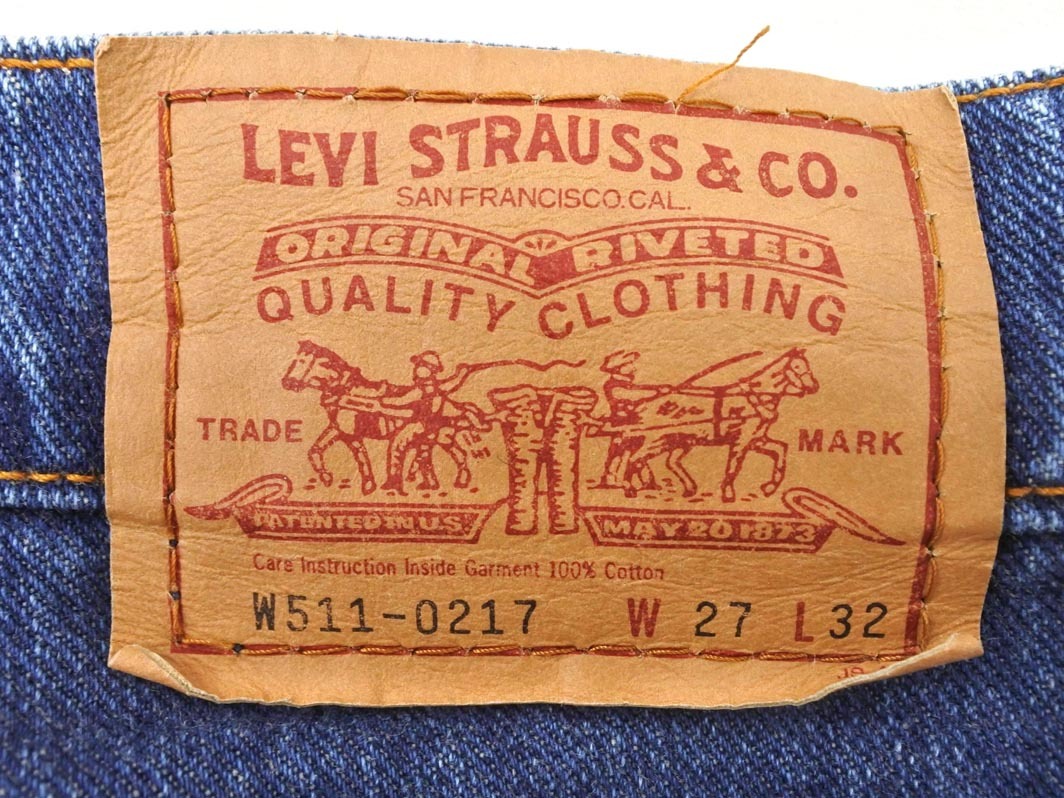 LEVI STRAUSS & CO.
SAN FRANCISCO.CAL.
ORIGINAL RIVETED
QUALITY CLOTHING
TRADE MARK
PATENTED IN U.S. MAY 20 1873
Care Instruction Inside Garment 100% Cotton
W511-0217 W 27 L 32